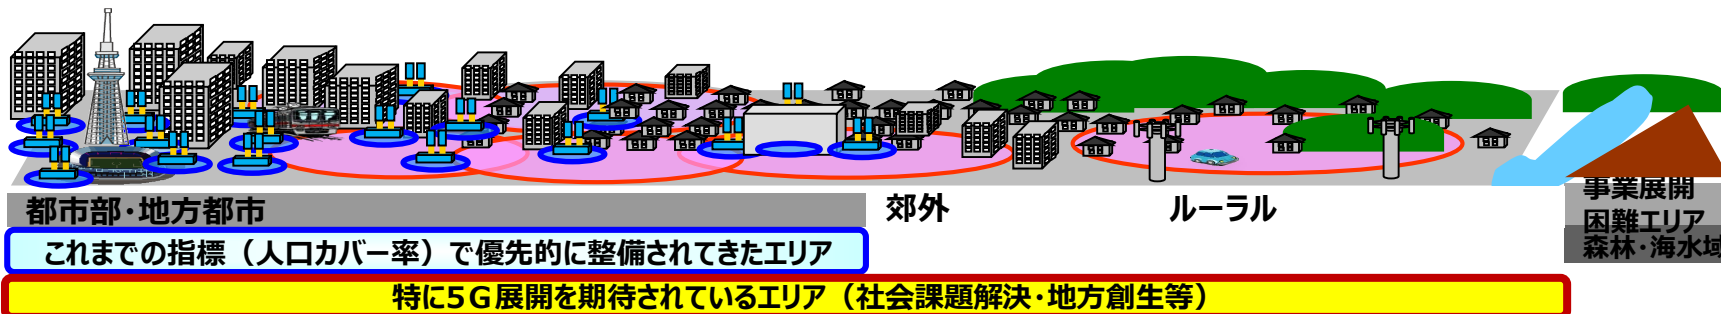 都市部・地方都市
郊外
ルーラル
事業展開
困難エリア
森林・海水域
これまでの指標（人口カバー率）で優先的に整備されてきたエリア
特に5G展開を期待されているエリア（社会課題解決・地方創生等）